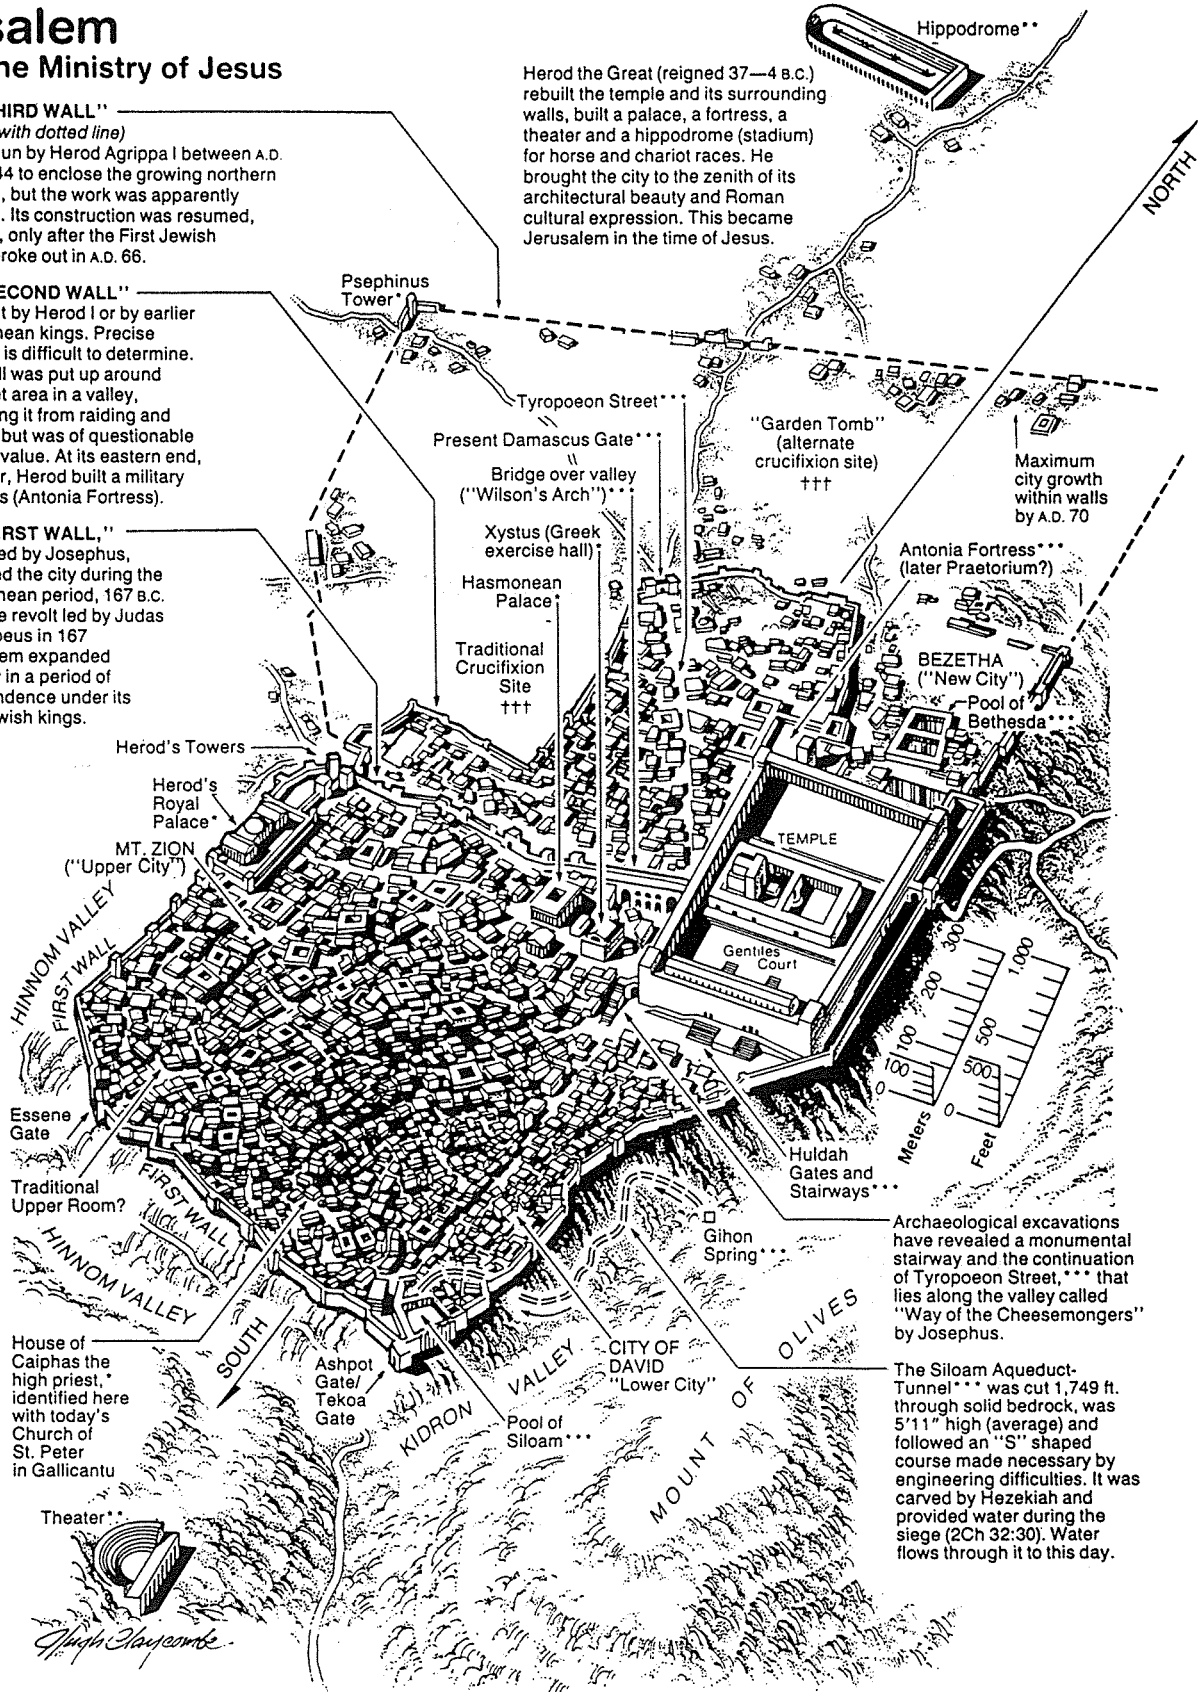 salem
he Ministry of Jesus
HIRD WALL"
with dotted line)
un by Herod Agrippa I between A.D.
44 to enclose the growing northern
, but the work was apparently
. Its construction was resumed,
, only after the First Jewish
roke out in A.D. 66.
ECOND WALL"
t by Herod I or by earlier
nean kings. Precise
is difficult to determine.
ll was put up around
t area in a valley,
ng it from raiding and
but was of questionable
value. At its eastern end,
r, Herod built a military
s (Antonia Fortress).
RST WALL,"
ed by Josephus,
ed the city during the
nean period, 167 B.C.
e revolt led by Judas
beus in 167
em expanded
y in a period of
ndence under its
wish kings.
Herod the Great (reigned 37—4 B.C.)
rebuilt the temple and its surrounding
walls, built a palace, a fortress, a
theater and a hippodrome (stadium)
for horse and chariot races. He
brought the city to the zenith of its
architectural beauty and Roman
cultural expression. This became
Jerusalem in the time of Jesus.
Hippodrome**
NORTH
Psephinus
Tower*
Tyropoeon Street***
Present Damascus Gate***
Bridge over valley
("Wilson's Arch")***
Xystus (Greek
exercise hall)*
Hasmonean
Palace*
Traditional
Crucifixion
Site
†††
"Garden Tomb"
(alternate
crucifixion site)
†††
Maximum
city growth
within walls
by A.D. 70
Antonia Fortress***
(later Praetorium?)
BEZETHA
("New City")
Pool of
Bethesda***
Herod's Towers
Herod's
Royal
Palace*
MT. ZION
("Upper City")
HINNOM VALLEY
FIRST WALL
TEMPLE
Gentiles
Court
300
200
100
100
0
Meters
1,000
500
500
0
Feet
Essene
Gate
Traditional
Upper Room?
FIRST WALL
HINNOM VALLEY
Huldah
Gates and
Stairways***
Gihon
Spring***
Archaeological excavations
have revealed a monumental
stairway and the continuation
of Tyropoeon Street,*** that
lies along the valley called
"Way of the Cheesemongers"
by Josephus.
House of
Caiphas the
high priest,*
identified here
with today's
Church of
St. Peter
in Gallicantu
SOUTH
Ashpot
Gate/
Tekoa
Gate
KIDRON VALLEY
Pool of
Siloam***
CITY OF
DAVID
"Lower City"
MOUNT OF OLIVES
The Siloam Aqueduct-
Tunnel*** was cut 1,749 ft.
through solid bedrock, was
5'11" high (average) and
followed an "S" shaped
course made necessary by
engineering difficulties. It was
carved by Hezekiah and
provided water during the
siege (2Ch 32:30). Water
flows through it to this day.
Theater**
Hugh Claycombe